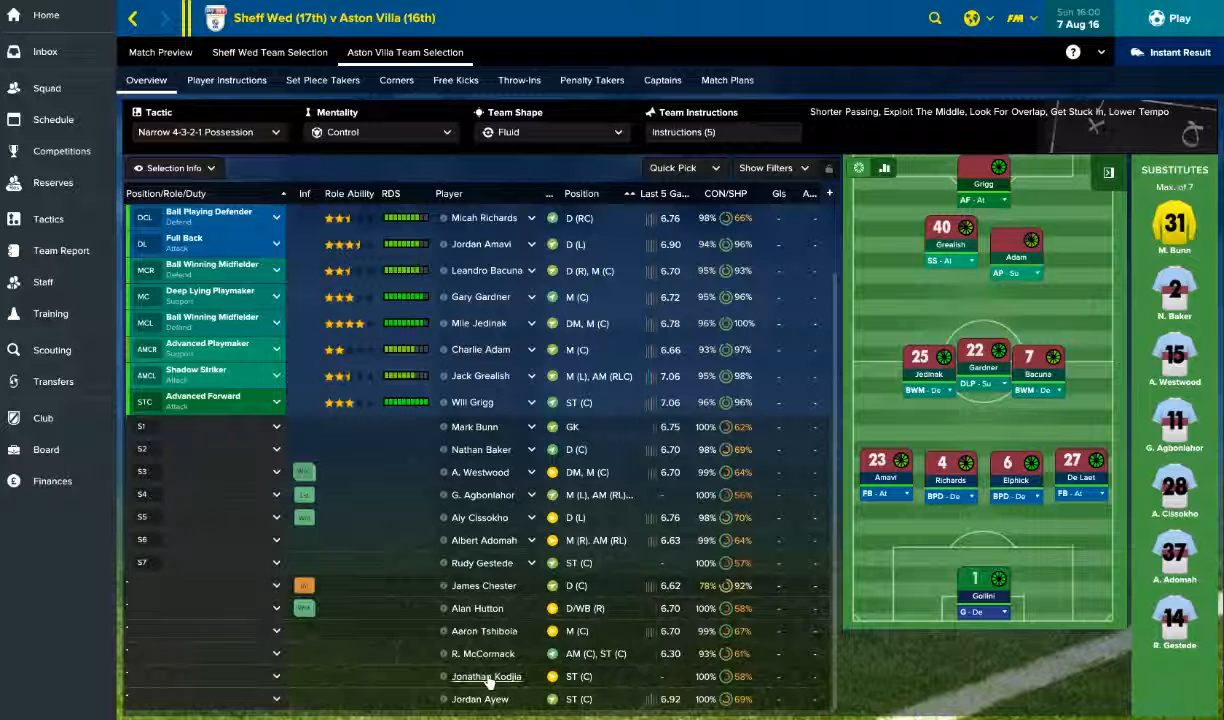 Home
Sheff Wed (17th) v Aston Villa (16th)
FM
Sun 16:00
7 Aug 16
Play
Inbox
Match Preview
Sheff Wed Team Selection
Aston Villa Team Selection
?
Instant Result
Squad
Overview
Player Instructions
Set Piece Takers
Corners
Free Kicks
Throw-Ins
Penalty Takers
Captains
Match Plans
Schedule
Tactic
Mentality
Team Shape
Team Instructions
Shorter Passing, Exploit The Middle, Look For Overlap, Get Stuck In, Lower Tempo
Narrow 4-3-2-1 Possession
Control
Fluid
Instructions (5)
Competitions
Reserves
Tactics
Team Report
Staff
Training
Scouting
Transfers
Club
Board
Finances
Selection Info
Quick Pick
Show Filters
Position/Role/Duty Inf Role Ability RDS Player ... Position Last 5 Ga... CON/SHP Gls A... +
DCL Ball Playing Defender Defend Micah Richards D (RC) 6.76 98% 66%
DL Full Back Attack Jordan Amavi D (L) 6.90 94% 96%
MCR Ball Winning Midfielder Defend Leandro Bacuna D (R), M (C) 6.70 95% 93%
MC Deep Lying Playmaker Support Gary Gardner M (C) 6.72 95% 96%
MCL Ball Winning Midfielder Defend Mile Jedinak DM, M (C) 6.78 96% 100%
AMCR Advanced Playmaker Support Charlie Adam M (C) 6.66 93% 97%
AMCL Shadow Striker Attack Jack Grealish M (L), AM (RLC) 7.06 95% 98%
STC Advanced Forward Attack Will Grigg ST (C) 7.06 96% 96%
S1 Mark Bunn GK 6.75 100% 62%
S2 Nathan Baker D (C) 6.70 98% 69%
S3 A. Westwood DM, M (C) 6.70 99% 64%
S4 G. Agbonlahor M (L), AM (RL)... - 100% 56%
S5 Aly Cissokho D (L) 6.76 98% 70%
S6 Albert Adomah M (R), AM (RL) 6.63 99% 64%
S7 Rudy Gestede ST (C) - 100% 57%
James Chester D (C) 6.62 78% 92%
Alan Hutton D/WB (R) 6.70 100% 58%
Aaron Tshibola M (C) 6.70 99% 67%
R. McCormack AM (C), ST (C) 6.30 93% 61%
Jonathan Kodjia ST (C) - 100% 58%
Jordan Ayew ST (C) 6.92 100% 69%
Grigg
AF - At
40
Grealish
SS - At
Adam
AP - Su
25
Jedinak
BWM - De
22
Gardner
DLP - Su
7
Bacuna
BWM - De
23
Amavi
FB - At
4
Richards
BPD - De
6
Elphick
BPD - De
27
De Laet
FB - At
1
Gollini
G - De
SUBSTITUTES
Max. of 7
31
M. Bunn
2
N. Baker
15
A. Westwood
11
G. Agbonlahor
28
A. Cissokho
37
A. Adomah
14
R. Gestede